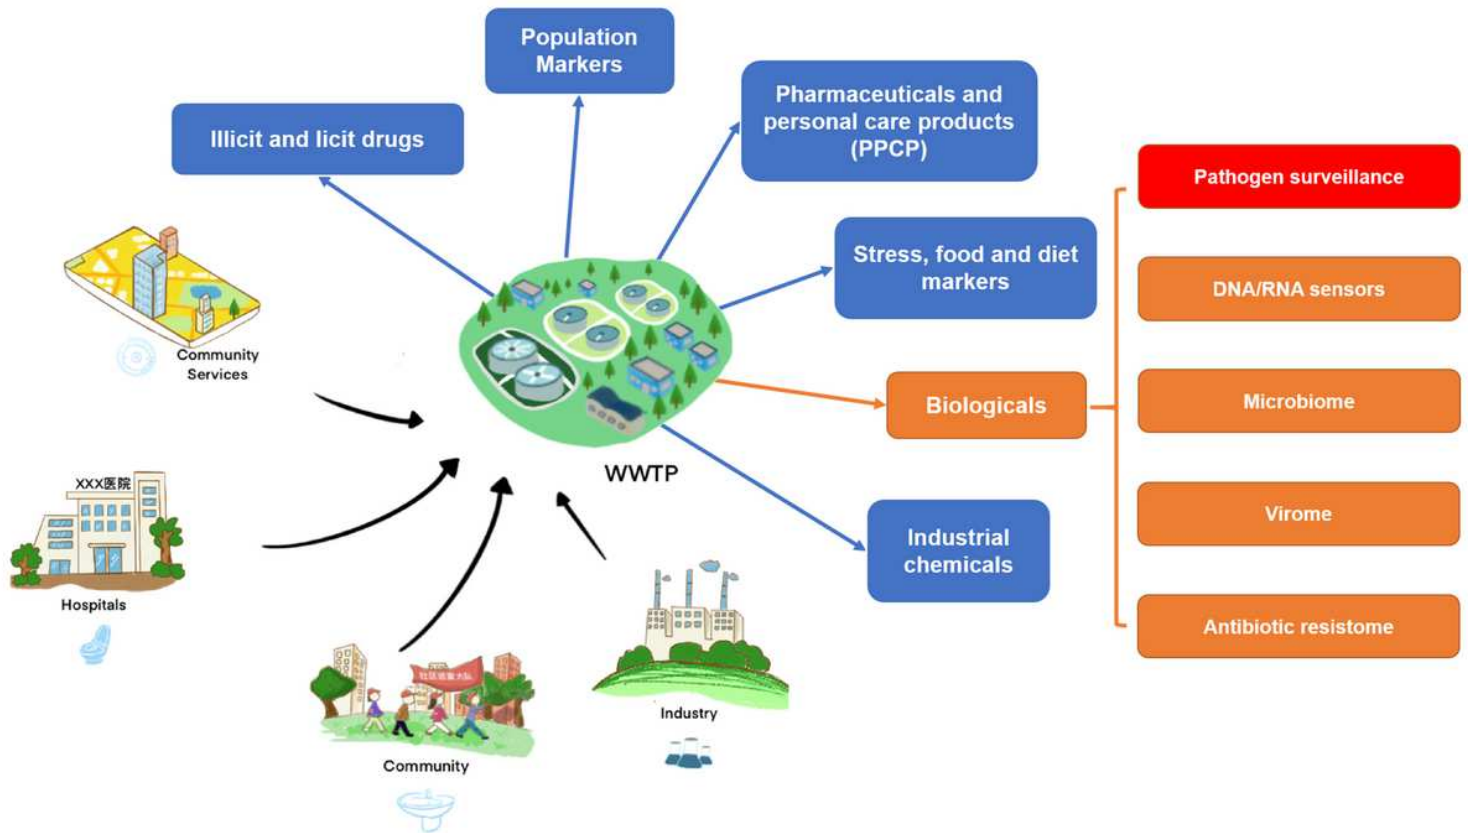 Population
Markers
Illicit and licit drugs
Pharmaceuticals and
personal care products
(PPCP)
Pathogen surveillance
Stress, food and diet
markers
DNA/RNA sensors
Community
Services
Biologicals
Microbiome
WWTP
XXX医院
Virome
Industrial
chemicals
Hospitals
Antibiotic resistome
Industry
Community